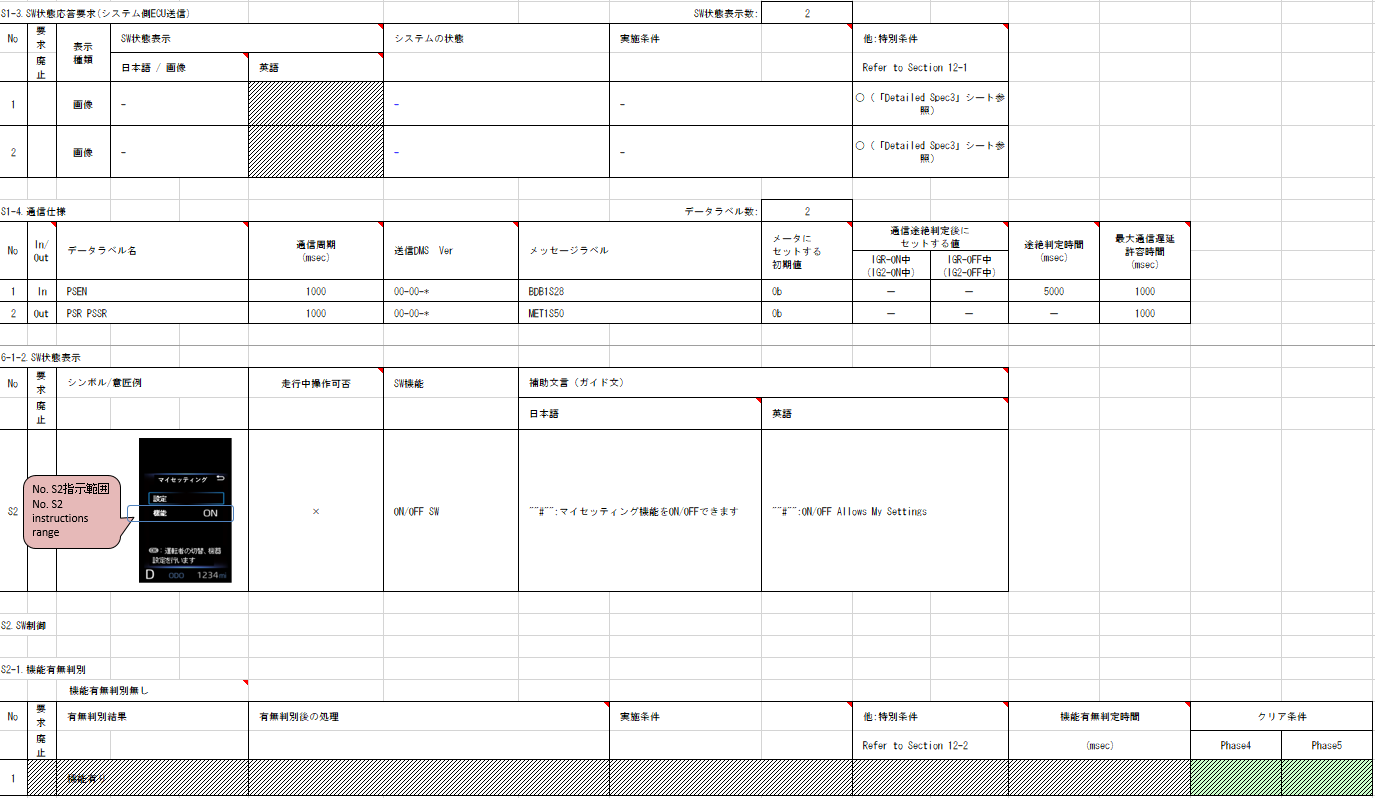 S1-3.SW状態応答要求(システム側ECU送信) SW状態表示数: 2
No 要求 表示種類 SW状態表示 システムの状態 実施条件 他:特別条件
廃止 日本語 / 画像 英語 Refer to Section 12-1
1 画像 - - - ○(「Detailed Spec3」シート参照)
2 画像 - - - ○(「Detailed Spec3」シート参照)
S1-4.通信仕様 データラベル数: 2
No In/Out データラベル名 通信周期(msec) 送信DMS Ver メッセージラベル メータにセットする初期値 通信途絶判定後にセットする値 途絶判定時間(msec) 最大通信遅延許容時間(msec)
IGR-ON中(IG2-ON中) IGR-OFF中(IG2-OFF中)
1 In PSEN 1000 00-00-* BDB1S28 0b — — 5000 1000
2 Out PSR PSSR 1000 00-00-* MET1S50 0b — — — 1000
6-1-2.SW状態表示
No 要求 シンボル/意匠例 走行中操作可否 SW機能 補助文言(ガイド文)
廃止 日本語 英語
S2 × ON/OFF SW ""#"":マイセッティング機能をON/OFFできます ""#"":ON/OFF Allows My Settings
No. S2指示範囲
No. S2
instructions
range
マイセッティング
設定
機能 ON
OK:運転者の切替、機器
設定を行います
D 000 1234mi
S2.SW制御
S2-1.機能有無判別
機能有無判別無し
No 要求 有無判別結果 有無判別後の処理 実施条件 他:特別条件 機能有無判定時間 クリア条件
廃止 Refer to Section 12-2 (msec) Phase4 Phase5
1 機能有り